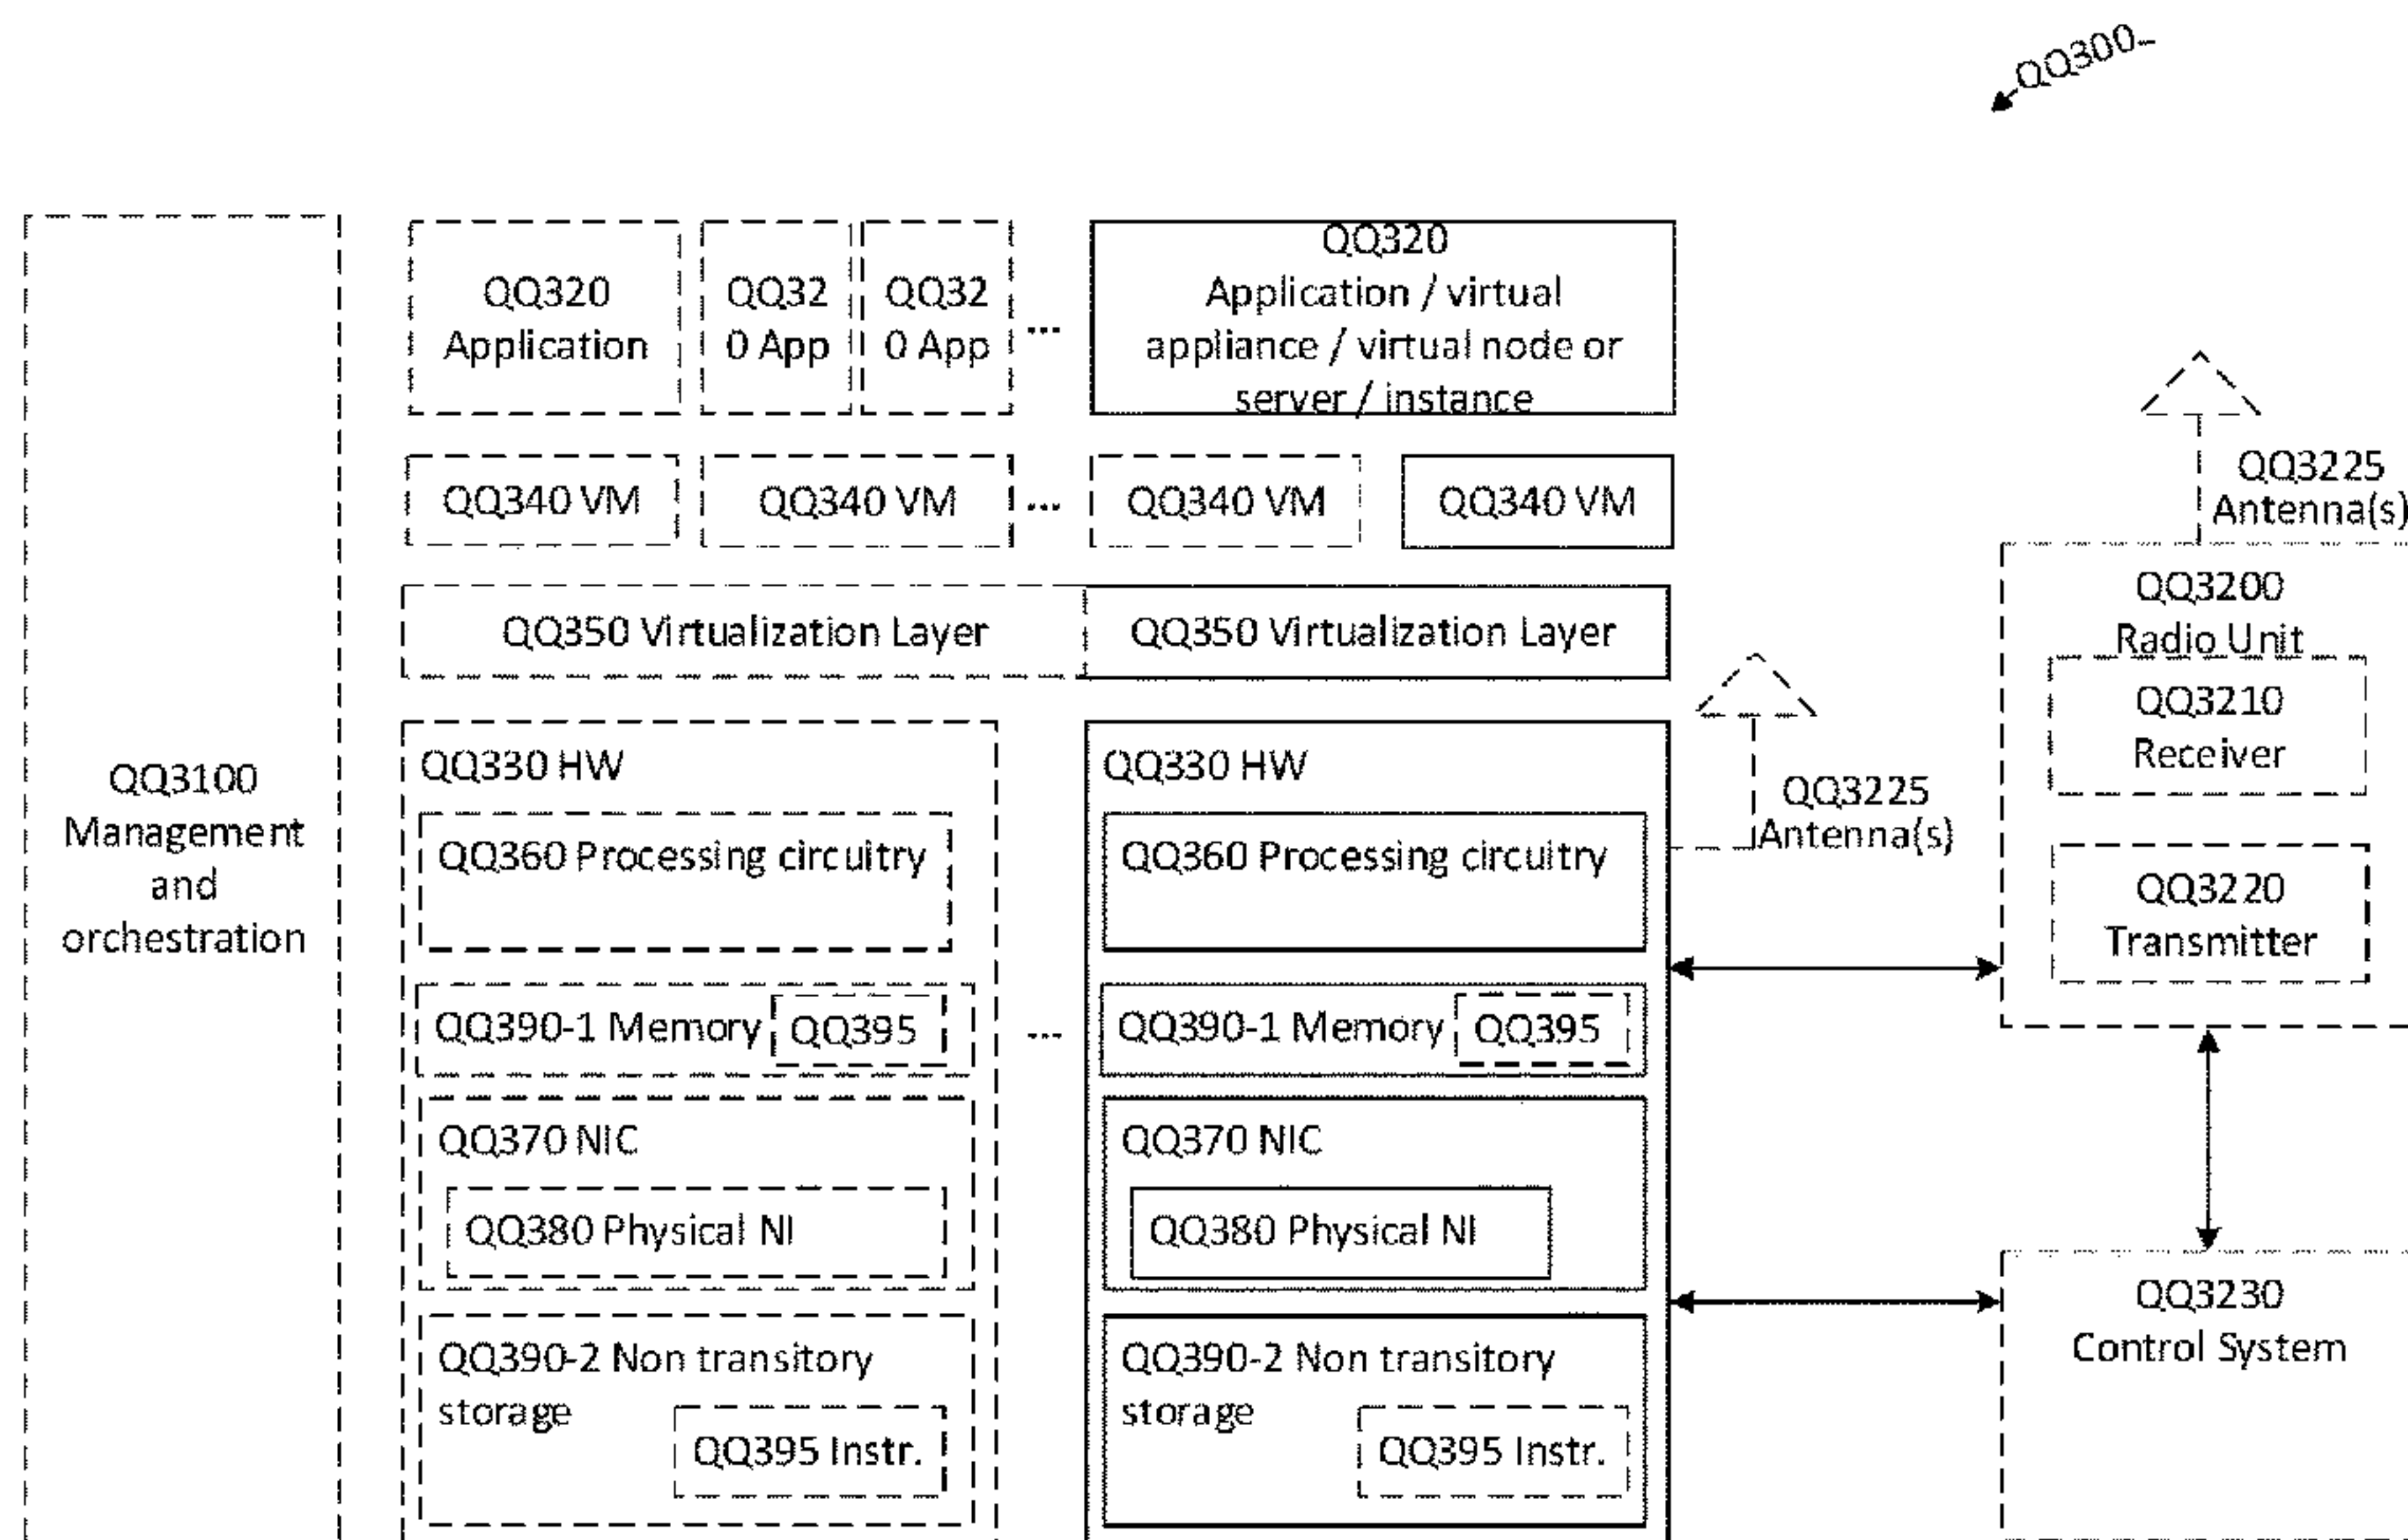 QQ300
QQ320
Application
QQ32
0 App
QQ32
0 App
...
QQ320
Application / virtual
appliance / virtual node or
server / instance
QQ340 VM
QQ340 VM
...
QQ340 VM
QQ340 VM
QQ350 Virtualization Layer
QQ350 Virtualization Layer
QQ3100
Management
and
orchestration
QQ330 HW
QQ360 Processing circuitry
QQ390-1 Memory
QQ395
QQ370 NIC
QQ380 Physical NI
QQ390-2 Non transitory
storage
QQ395 Instr.
...
QQ330 HW
QQ360 Processing circuitry
QQ390-1 Memory
QQ395
QQ370 NIC
QQ380 Physical NI
QQ390-2 Non transitory
storage
QQ395 Instr.
QQ3225
Antenna(s)
QQ3225
Antenna(s)
QQ3200
Radio Unit
QQ3210
Receiver
QQ3220
Transmitter
QQ3230
Control System